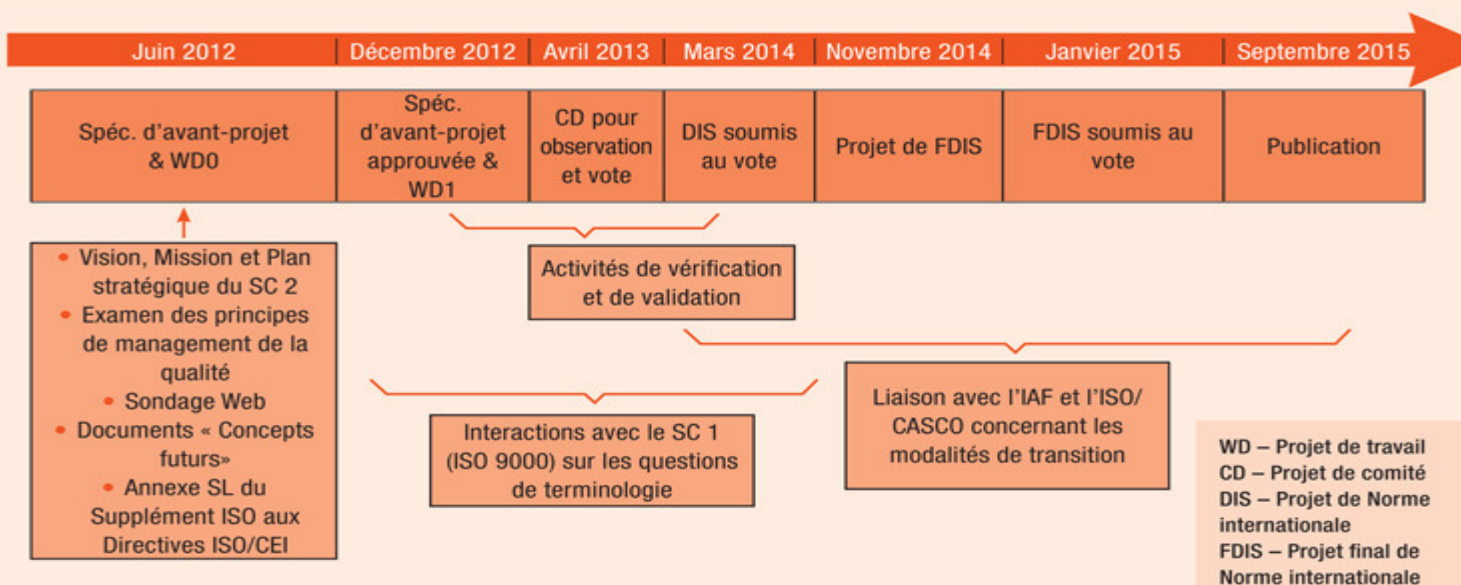 Juin 2012
Décembre 2012
Avril 2013
Mars 2014
Novembre 2014
Janvier 2015
Septembre 2015
Spéc. d'avant-projet
& WD0
Spéc.
d'avant-projet
approuvée &
WD1
CD pour
observation
et vote
DIS soumis
au vote
Projet de FDIS
FDIS soumis au
vote
Publication
• Vision, Mission et Plan
stratégique du SC 2
• Examen des principes
de management de la
qualité
• Sondage Web
• Documents « Concepts
futurs»
• Annexe SL du
Supplément ISO aux
Directives ISO/CEI
Activités de vérification
et de validation
Interactions avec le SC 1
(ISO 9000) sur les questions
de terminologie
Liaison avec l'IAF et l'ISO/
CASCO concernant les
modalités de transition
WD – Projet de travail
CD – Projet de comité
DIS – Projet de Norme
internationale
FDIS – Projet final de
Norme internationale